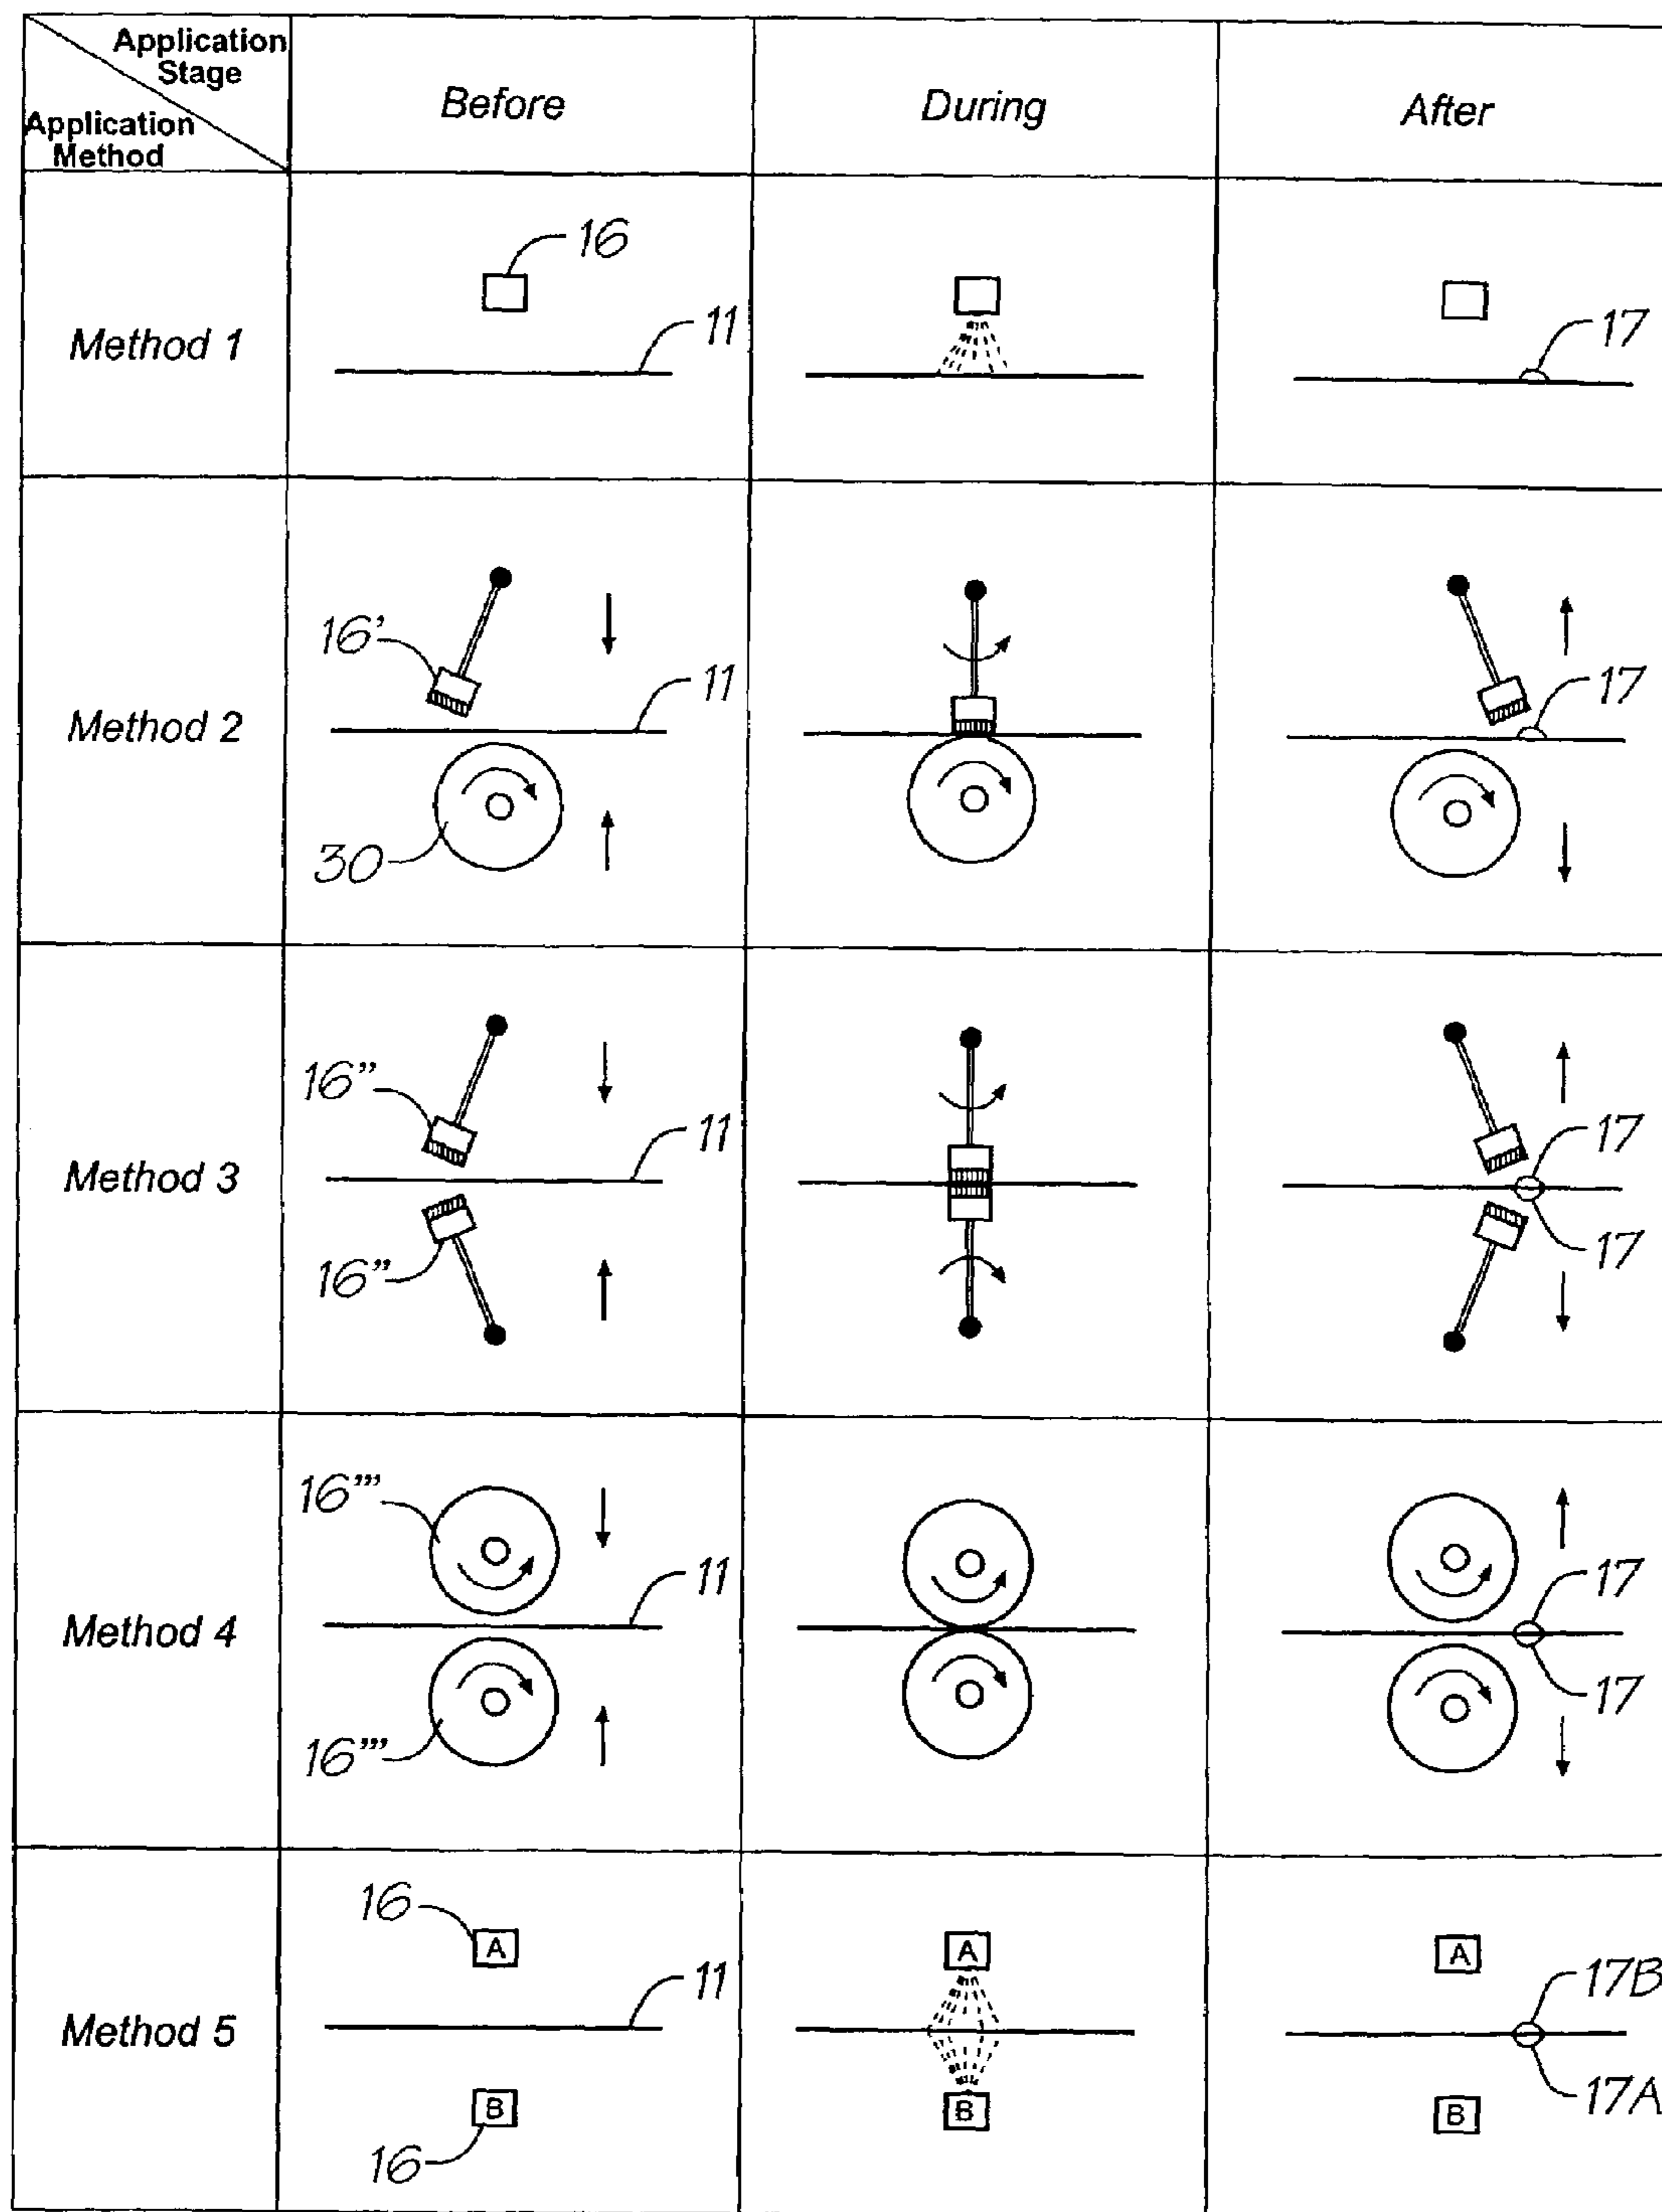 Application
Stage
Application
Method
Before
During
After
Method 1
16
11
17
Method 2
16'
11
30
17
Method 3
16"
11
16"
17
17
Method 4
16'''
11
16'''
17
17
Method 5
16
A
11
B
16
A
B
A
17B
17A
B